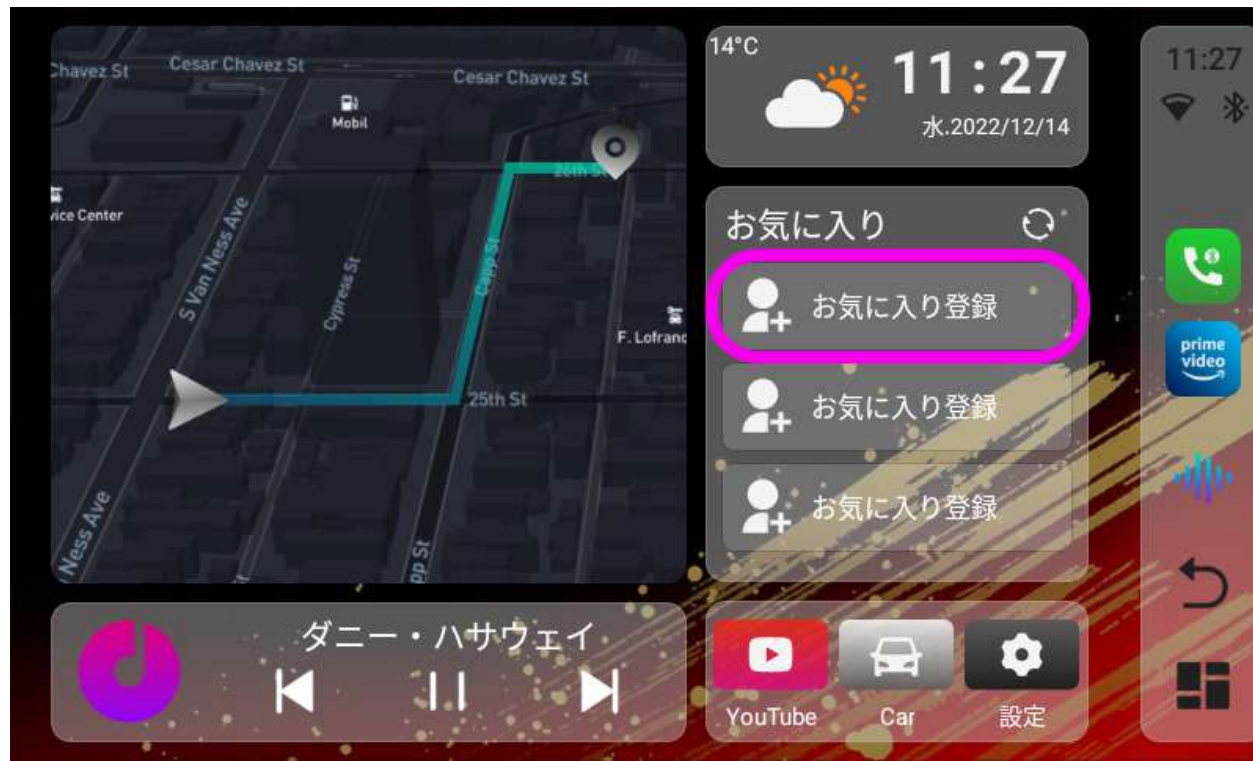 Chavez St
Cesar Chavez St
Cesar Chavez St
Mobil
26th St
vice Center
S Van Ness Ave
Cypress St
Capp St
F. Lofranc
25th St
Ness Ave
pp St
14°C
11:27
水.2022/12/14
お気に入り
お気に入り登録
お気に入り登録
お気に入り登録
ダニー・ハサウェイ
YouTube
Car
設定
11:27
prime
video